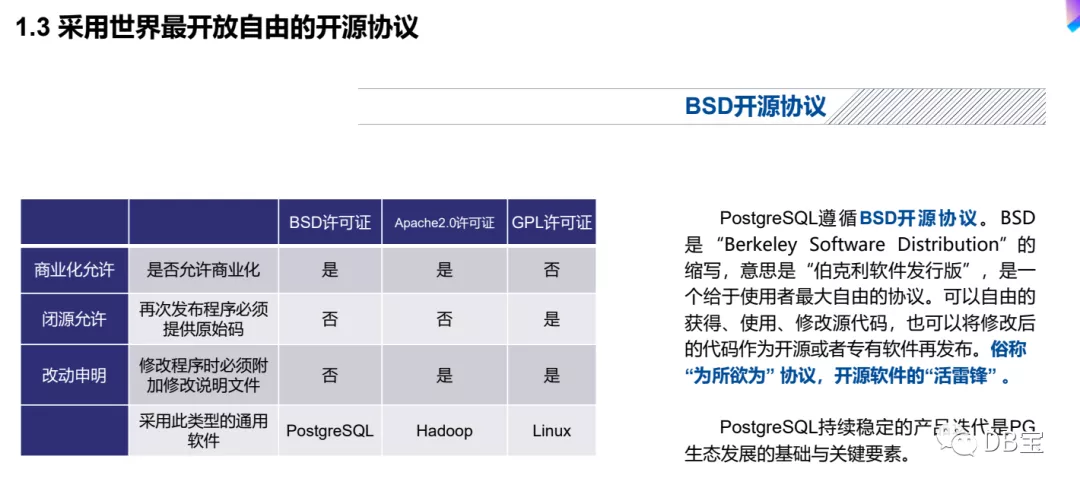 1.3 采用世界最开放自由的开源协议
BSD开源协议
BSD许可证 Apache2.0许可证 GPL许可证
商业化允许 是否允许商业化 是 是 否
闭源允许 再次发布程序必须
提供原始码 否 否 是
改动申明 修改程序时必须附
加修改说明文件 否 是 是
采用此类型的通用
软件 PostgreSQL Hadoop Linux
PostgreSQL遵循BSD开源协议。BSD
是“Berkeley Software Distribution”的
缩写，意思是“伯克利软件发行版”，是一
个给于使用者最大自由的协议。可以自由的
获得、使用、修改源代码，也可以将修改后
的代码作为开源或者专有软件再发布。俗称
“为所欲为” 协议，开源软件的“活雷锋” 。
PostgreSQL持续稳定的产品迭代是PG
生态发展的基础与关键要素。
DB宝